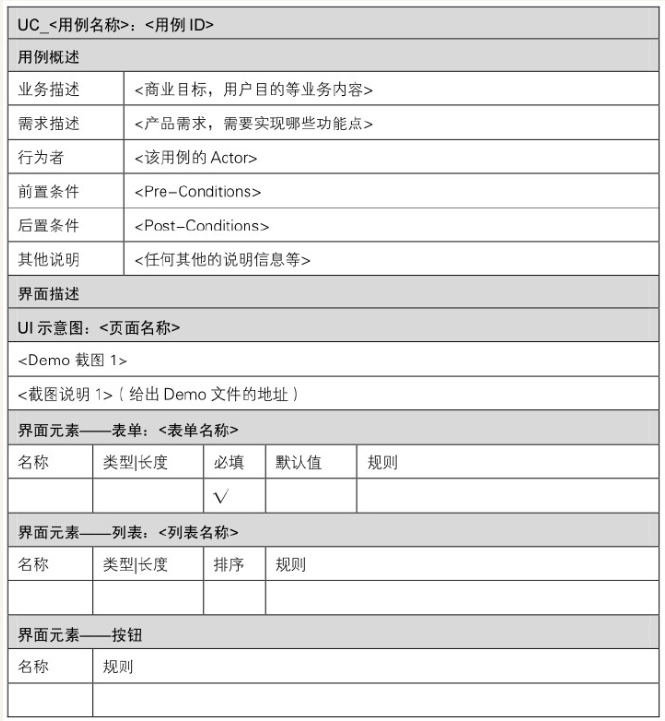 UC_<用例名称>：<用例 ID>
用例概述
业务描述 <商业目标，用户目的等业务内容>
需求描述 <产品需求，需要实现哪些功能点>
行为者 <该用例的 Actor>
前置条件 <Pre-Conditions>
后置条件 <Post-Conditions>
其他说明 <任何其他的说明信息等>
界面描述
UI 示意图：<页面名称>
<Demo 截图 1>
<截图说明 1>（给出 Demo 文件的地址）
界面元素——表单：<表单名称>
名称 类型|长度 必填 默认值 规则
√
界面元素——列表：<列表名称>
名称 类型|长度 排序 规则
界面元素——按钮
名称 规则